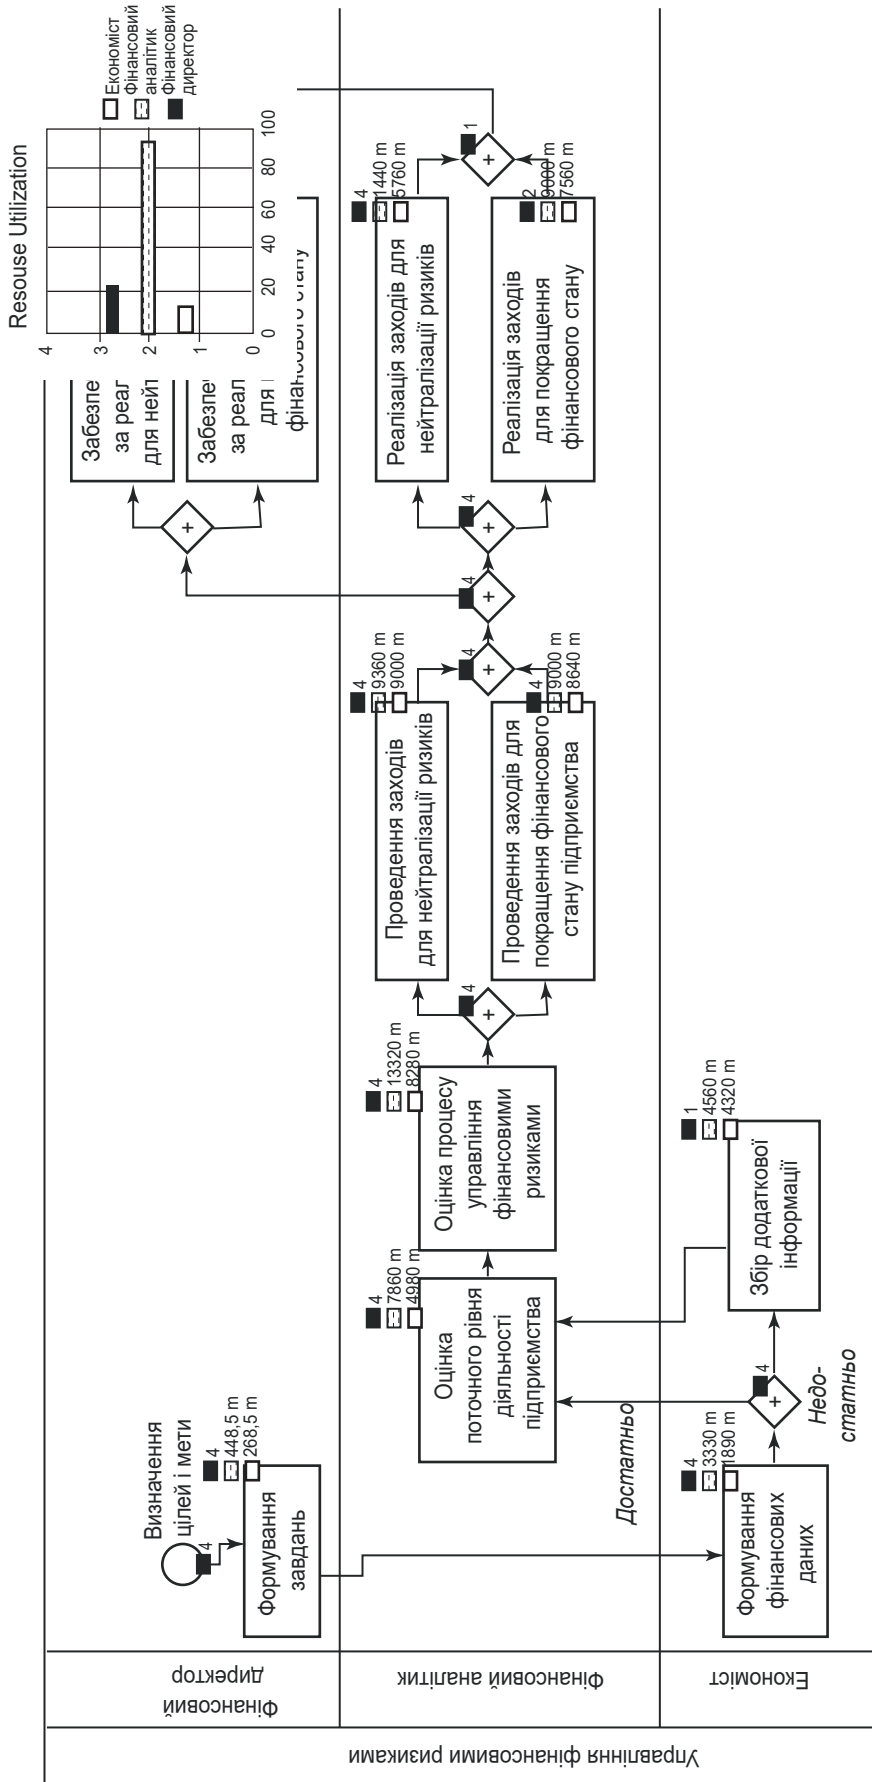 Resouse Utilization
4
3
2
1
0
0
20
40
60
80
100
Економіст
Фінансовий
аналітик
Фінансовий
директор
Управління фінансовими ризиками
Фінансовий
директор
Фінансовий аналітик
Економіст
Визначення
цілей і мети
4
Формування
завдань
4
448,5 m
268,5 m
Забезпе
за реал
для нейт
Забезпе
за реал
для
фінансового стану
Оцінка
поточного рівня
діяльності
підприємства
4
7860 m
4980 m
Оцінка процесу
управління
фінансовими
ризиками
4
13320 m
8280 m
+
4
Проведення заходів
для нейтралізації ризиків
4
9360 m
9000 m
Проведення заходів для
покращення фінансового
стану підприємства
4
9000 m
8640 m
+
4
+
4
+
4
+
Реалізація заходів для
нейтралізації ризиків
4
1440 m
5760 m
Реалізація заходів
для покращення
фінансового стану
2
9000 m
7560 m
+
1
Формування
фінансових
даних
4
3330 m
1890 m
+
4
Достатньо
Недо-
статньо
Збір додаткової
інформації
1
4560 m
4320 m